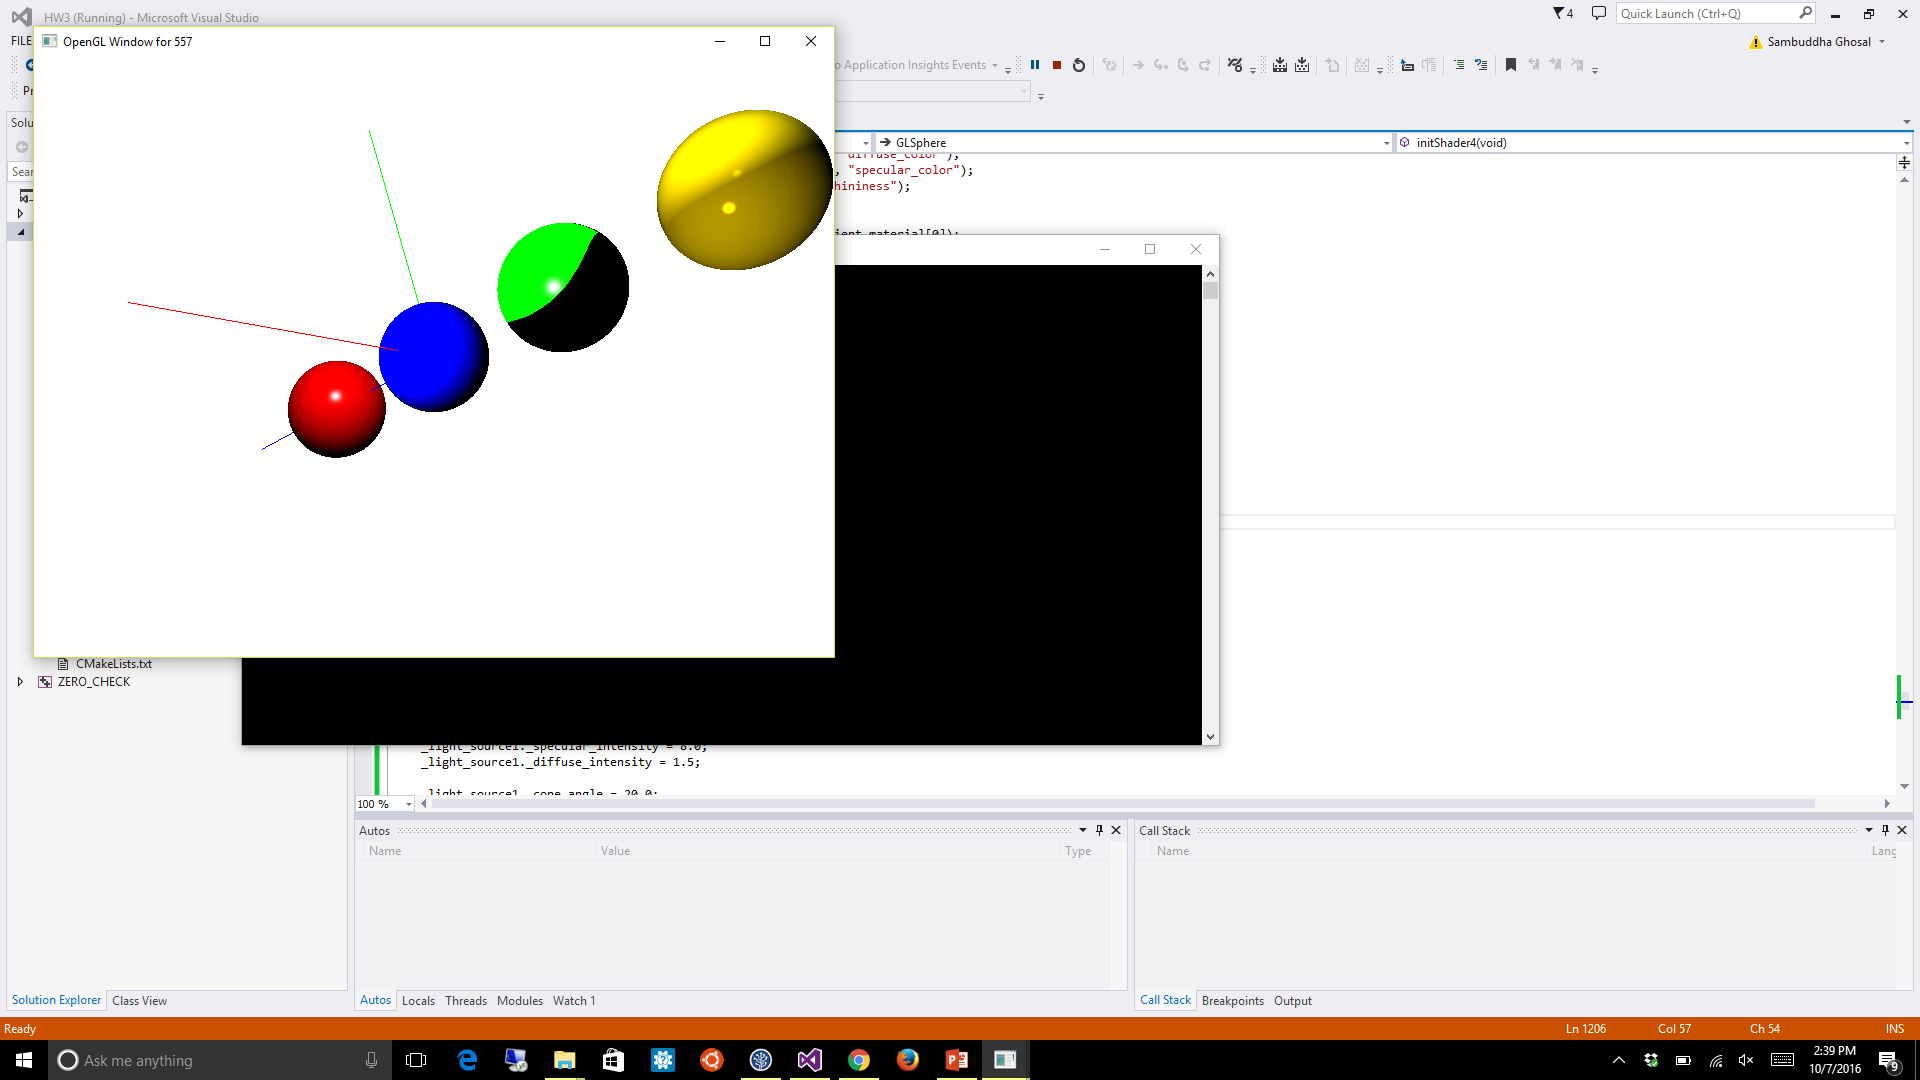 HW3 (Running) - Microsoft Visual Studio
4
Quick Launch (Ctrl+Q)
FILE
OpenGL Window for 557
Sambuddha Ghosal
Application Insights Events
GLSphere
initShader4(void)
diffuse_color");
, "specular_color");
hininess");
ient_material[0]);
CMakeLists.txt
ZERO_CHECK
_light_source1._specular_intensity = 8.0;
_light_source1._diffuse_intensity = 1.5;
_light_source1._cone_angle = 20.0;
100 %
Autos
Name
Value
Type
Call Stack
Name
Lang
Solution Explorer
Class View
Autos
Locals
Threads
Modules
Watch 1
Call Stack
Breakpoints
Output
Ready
Ln 1206
Col 57
Ch 54
INS
Ask me anything
2:39 PM
10/7/2016
9